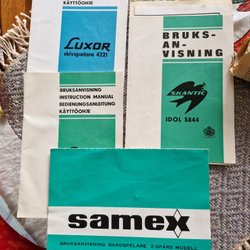 KÄYTTÖOHJE
Luxor
skivspelare 4221
BRUKS-
AN-
VISNING
SKANTIC
IDOL 5844
BRUKSANVISNING
INSTRUCTION MANUAL
BEDIENUNGSANLEITUNG
KÄYTTÖOHJE
samex
BRUKSANVISNING BANDSPELARE 2-SPÅRS MODELL